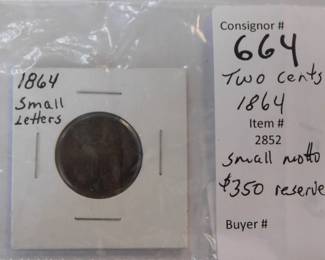 1864
Small
Letters
Consignor #
664
Two cents
1864
Item #
2852
small motto
$350 reserve
Buyer #